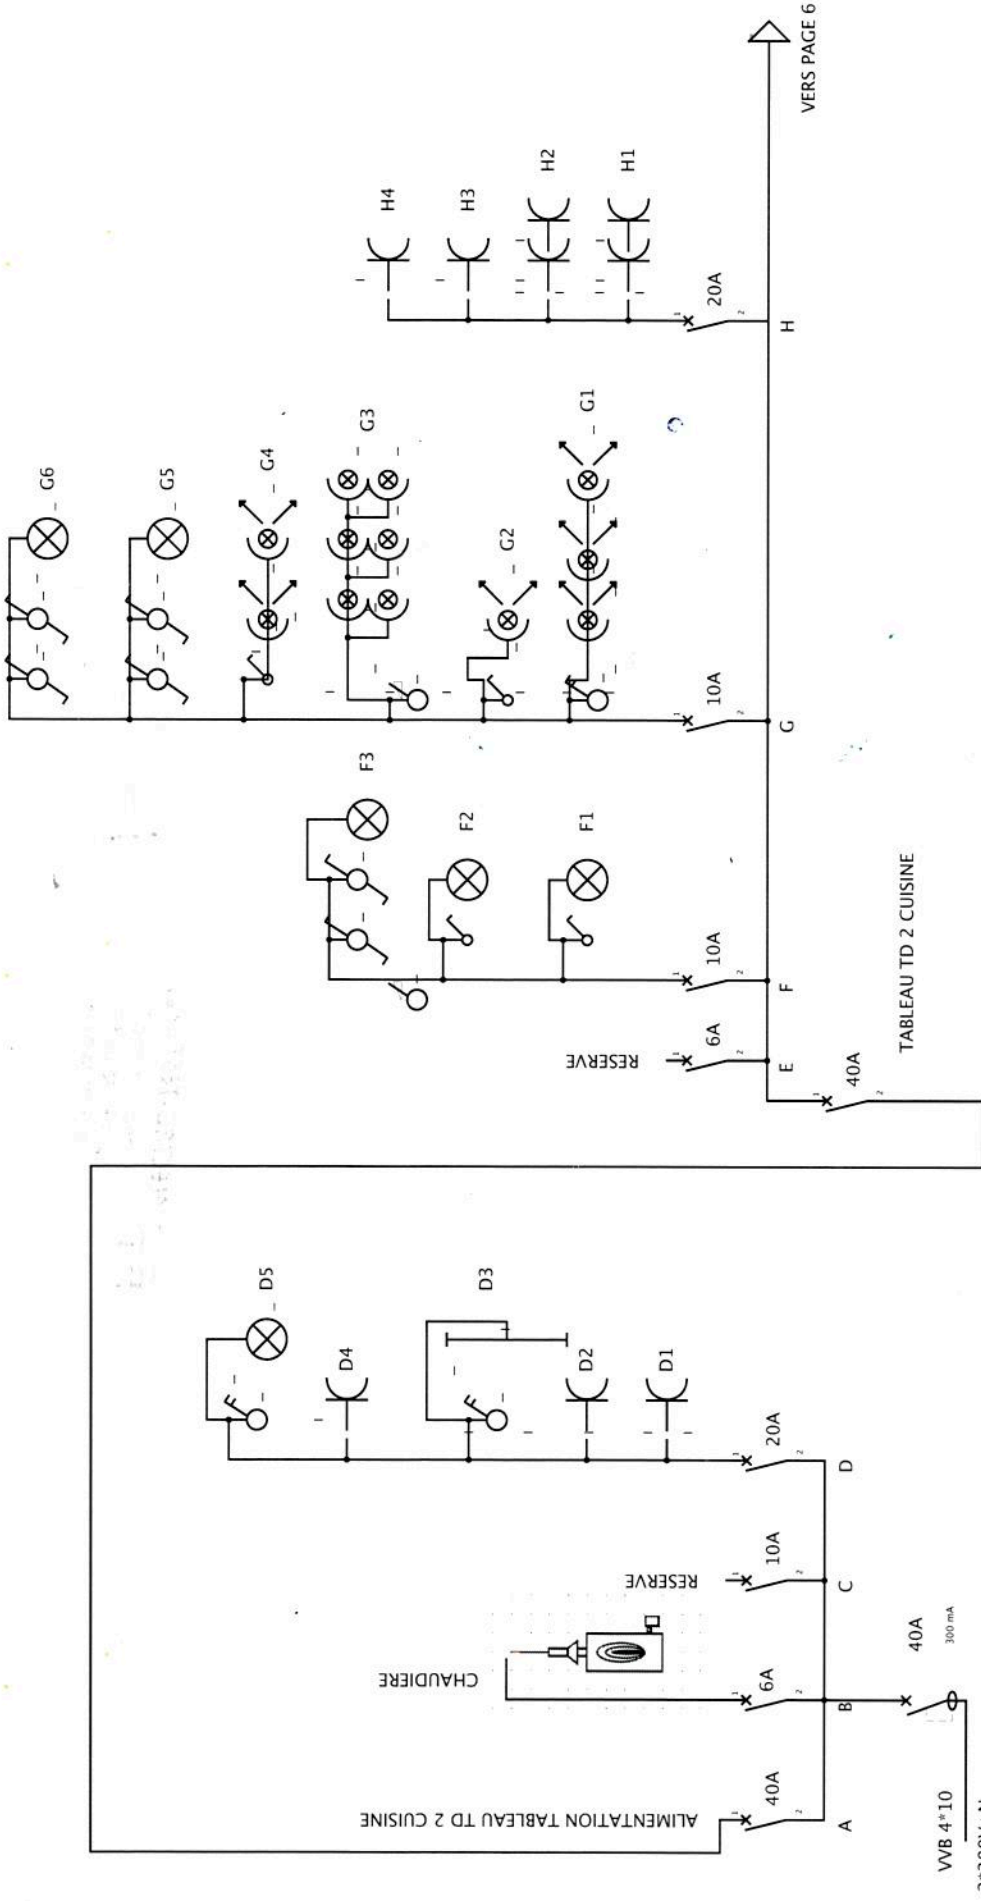 VERS PAGE 6
H4
H3
H2
H1
20A
H
G6
G5
G4
G3
G2
G1
10A
G
F3
F2
F1
10A
F
RESERVE
6A
E
TABLEAU TD 2 CUISINE
40A
D5
D4
D3
D2
D1
20A
D
RESERVE
10A
C
CHAUDIERE
6A
B
40A
300 mA
ALIMENTATION TABLEAU TD 2 CUISINE
40A
A
VVB 4*10